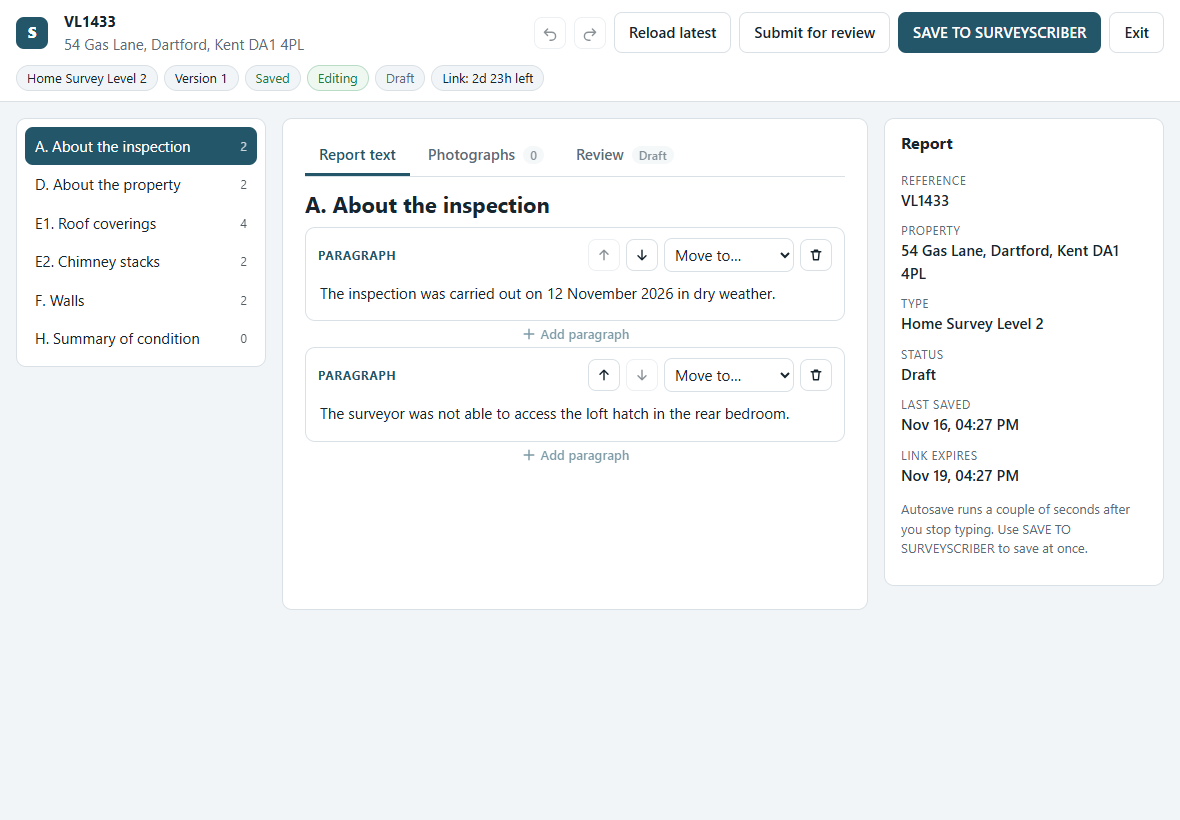 S
VL1433
54 Gas Lane, Dartford, Kent DA1 4PL
Reload latest
Submit for review
SAVE TO SURVEYSCRIBER
Exit
Home Survey Level 2
Version 1
Saved
Editing
Draft
Link: 2d 23h left
A. About the inspection 2
D. About the property 2
E1. Roof coverings 4
E2. Chimney stacks 2
F. Walls 2
H. Summary of condition 0
Report text
Photographs 0
Review Draft
A. About the inspection
PARAGRAPH
Move to...
The inspection was carried out on 12 November 2026 in dry weather.
+ Add paragraph
PARAGRAPH
Move to...
The surveyor was not able to access the loft hatch in the rear bedroom.
+ Add paragraph
Report
REFERENCE
VL1433
PROPERTY
54 Gas Lane, Dartford, Kent DA1
4PL
TYPE
Home Survey Level 2
STATUS
Draft
LAST SAVED
Nov 16, 04:27 PM
LINK EXPIRES
Nov 19, 04:27 PM
Autosave runs a couple of seconds after
you stop typing. Use SAVE TO
SURVEYSCRIBER to save at once.